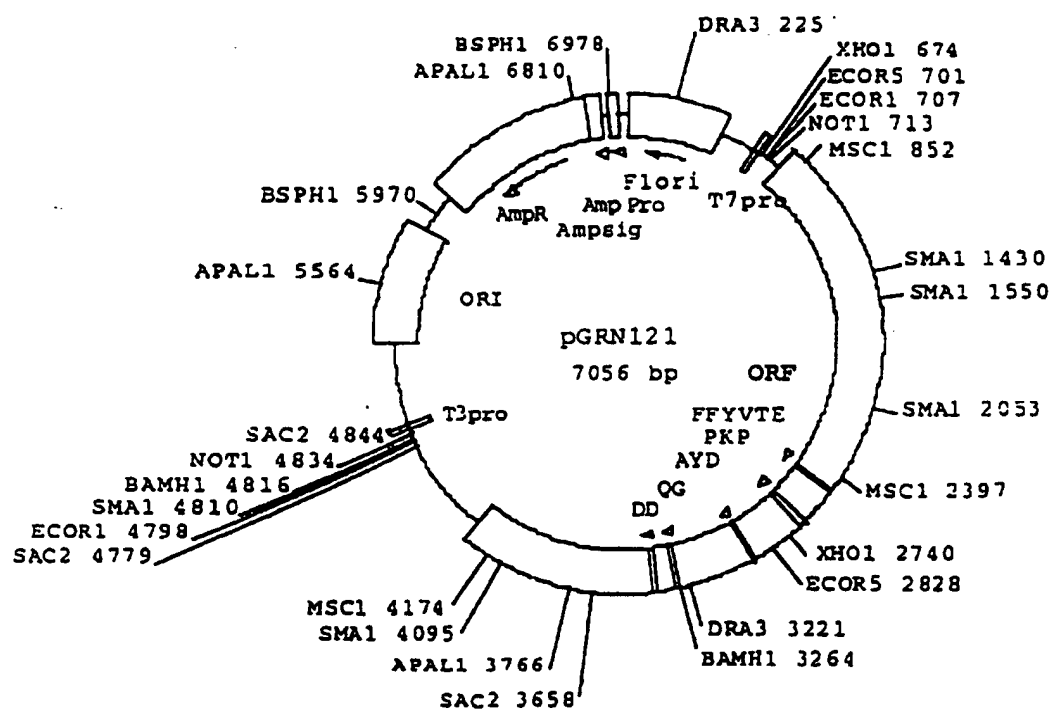 DRA3 225
BSPH1 6978
APAL1 6810
XHO1 674
ECOR5 701
ECOR1 707
NOT1 713
MSC1 852
BSPH1 5970
APAL1 5564
Flori
T7pro
AmpR
Amp Pro
Ampsig
ORI
SMA1 1430
SMA1 1550
pGRN121
7056 bp
ORF
SMA1 2053
FFYVTE
PKP
AYD
QG
DD
T3pro
SAC2 4844
NOT1 4834
BAMH1 4816
SMA1 4810
ECOR1 4798
SAC2 4779
MSC1 2397
XHO1 2740
ECOR5 2828
DRA3 3221
BAMH1 3264
MSC1 4174
SMA1 4095
APAL1 3766
SAC2 3658